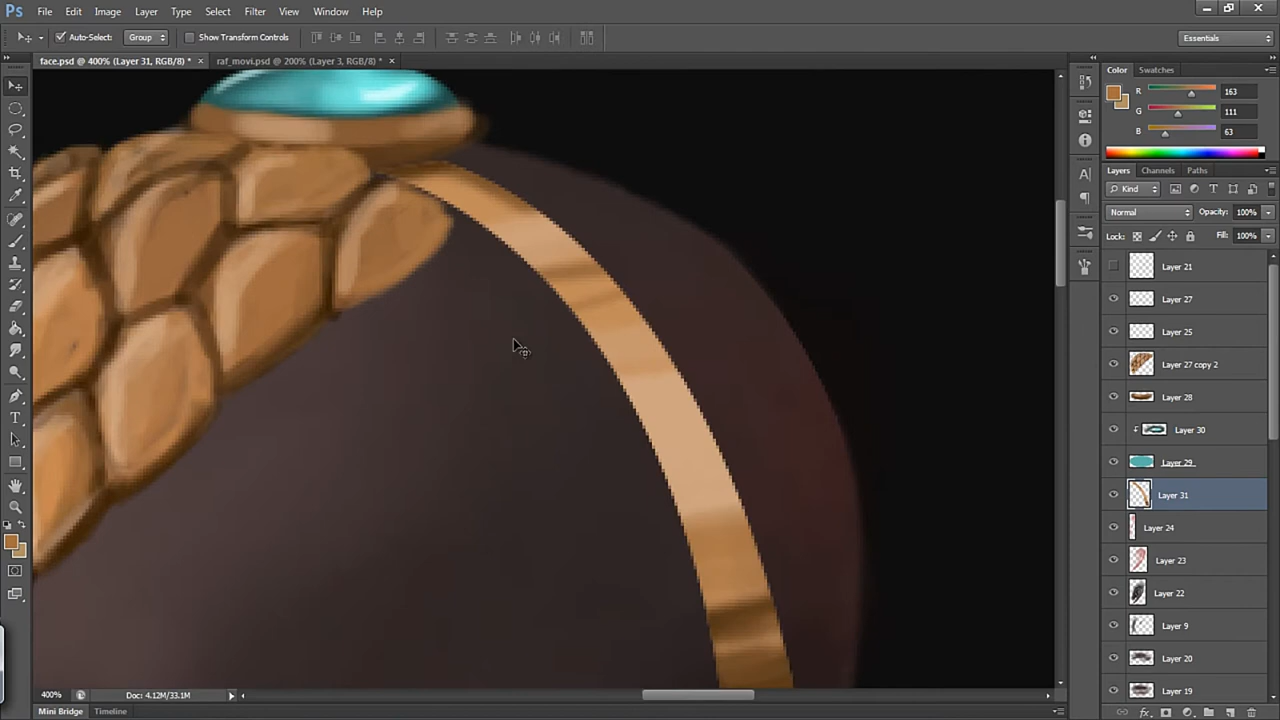 Ps File Edit Image Layer Type Select Filter View Window Help
Auto-Select: Group Show Transform Controls Essentials
face.psd @ 400% (Layer 31, RGB/8) * × raf_movi.psd @ 200% (Layer 3, RGB/8) * ×
Color Swatches
R 163
G 111
B 63
Layers Channels Paths
Kind
Normal Opacity: 100%
Lock: Fill: 100%
Layer 21
Layer 27
Layer 25
Layer 27 copy 2
Layer 28
Layer 30
Layer 29
Layer 31
Layer 24
Layer 23
Layer 22
Layer 9
Layer 20
Layer 19
400% Doc: 4.12M/33.1M
Mini Bridge Timeline